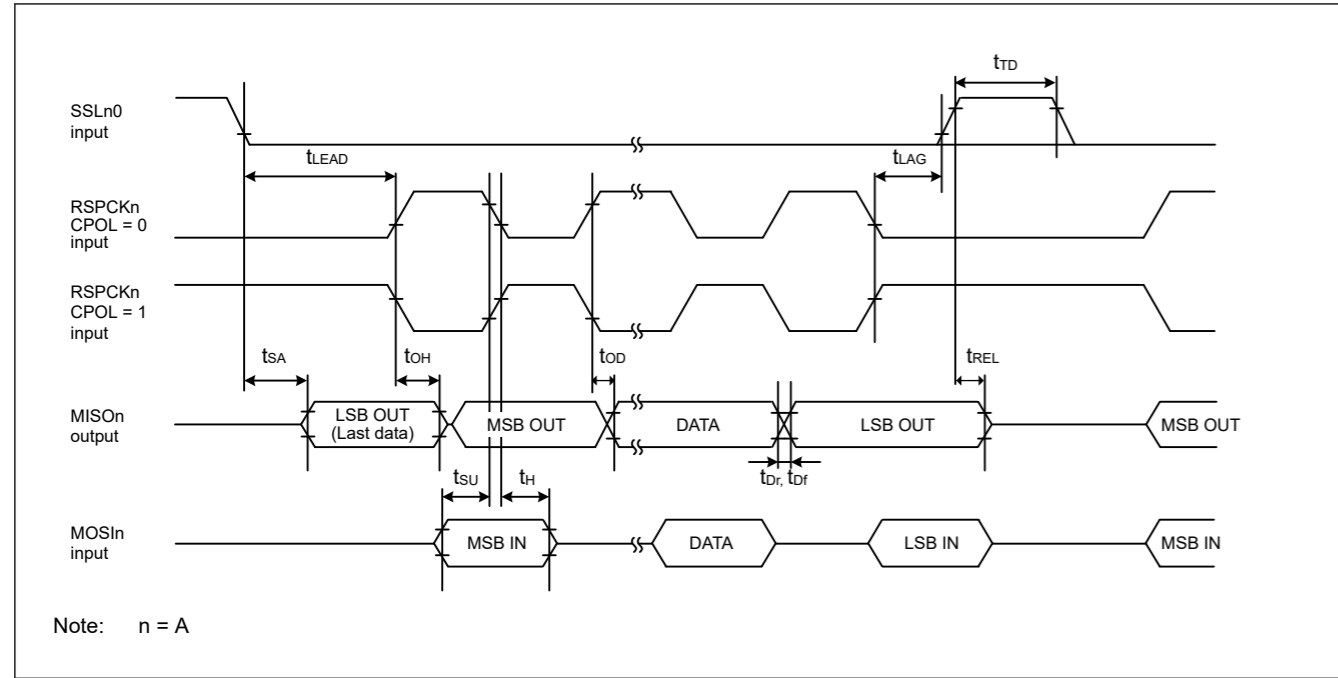 tTD
SSLn0
input
tLEAD
tLAG
RSPCKn
CPOL = 0
input
RSPCKn
CPOL = 1
input
tSA
tOH
tOD
tREL
MISOn
output
LSB OUT
(Last data)
MSB OUT
DATA
LSB OUT
MSB OUT
tSU
tH
tDr, tDf
MOSIn
input
MSB IN
DATA
LSB IN
MSB IN
Note: n = A